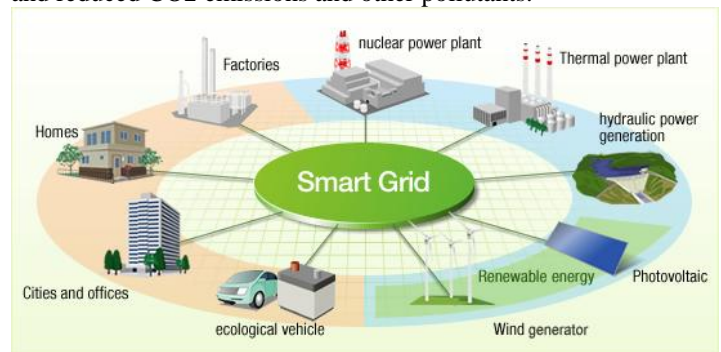 and reduced CO2 emissions and other pollutants.
nuclear power plant
Factories
Thermal power plant
hydraulic power
generation
Homes
Smart Grid
Renewable energy
Photovoltaic
Cities and offices
ecological vehicle
Wind generator